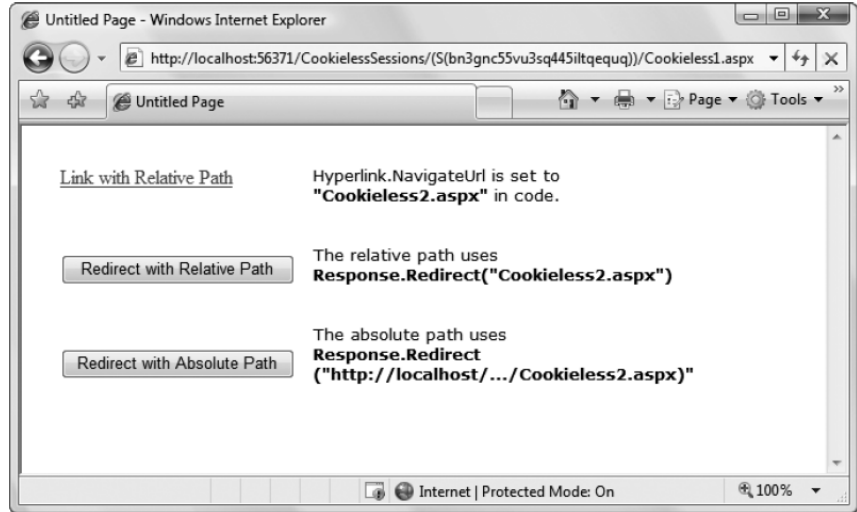 Untitled Page - Windows Internet Explorer
http://localhost:56371/CookielessSessions/(S(bn3gnc55vu3sq445iltqequq))/Cookieless1.aspx
Untitled Page
Page
Tools
»
Link with Relative Path
Hyperlink.NavigateUrl is set to
"Cookieless2.aspx" in code.
Redirect with Relative Path
The relative path uses
Response.Redirect("Cookieless2.aspx")
Redirect with Absolute Path
The absolute path uses
Response.Redirect
("http://localhost/.../Cookieless2.aspx)"
Internet | Protected Mode: On
100%